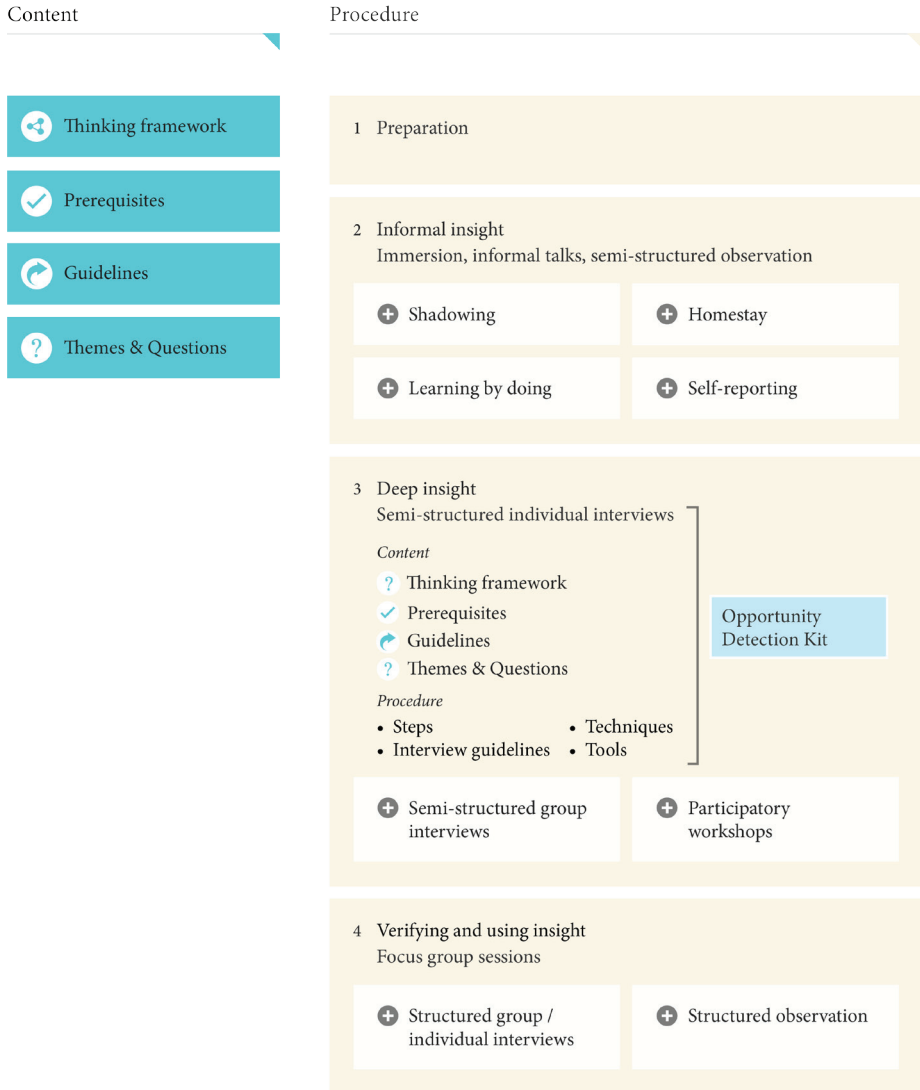 Content
Thinking framework
Prerequisites
Guidelines
? Themes & Questions
Procedure
1 Preparation
2 Informal insight
Immersion, informal talks, semi-structured observation
Shadowing
Homestay
Learning by doing
Self-reporting
3 Deep insight
Semi-structured individual interviews
Content
? Thinking framework
Prerequisites
Guidelines
? Themes & Questions
Procedure
• Steps
• Interview guidelines
• Techniques
• Tools
Opportunity
Detection Kit
Semi-structured group
interviews
Participatory
workshops
4 Verifying and using insight
Focus group sessions
Structured group /
individual interviews
Structured observation